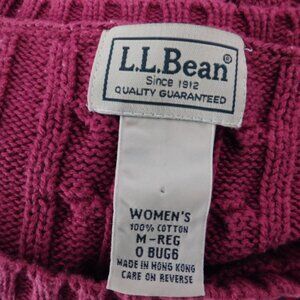 L.L.Bean®
Since 1912
QUALITY GUARANTEED
WOMEN'S
100% COTTON
M-REG
0 BUG6
MADE IN HONG KONG
CARE ON REVERSE